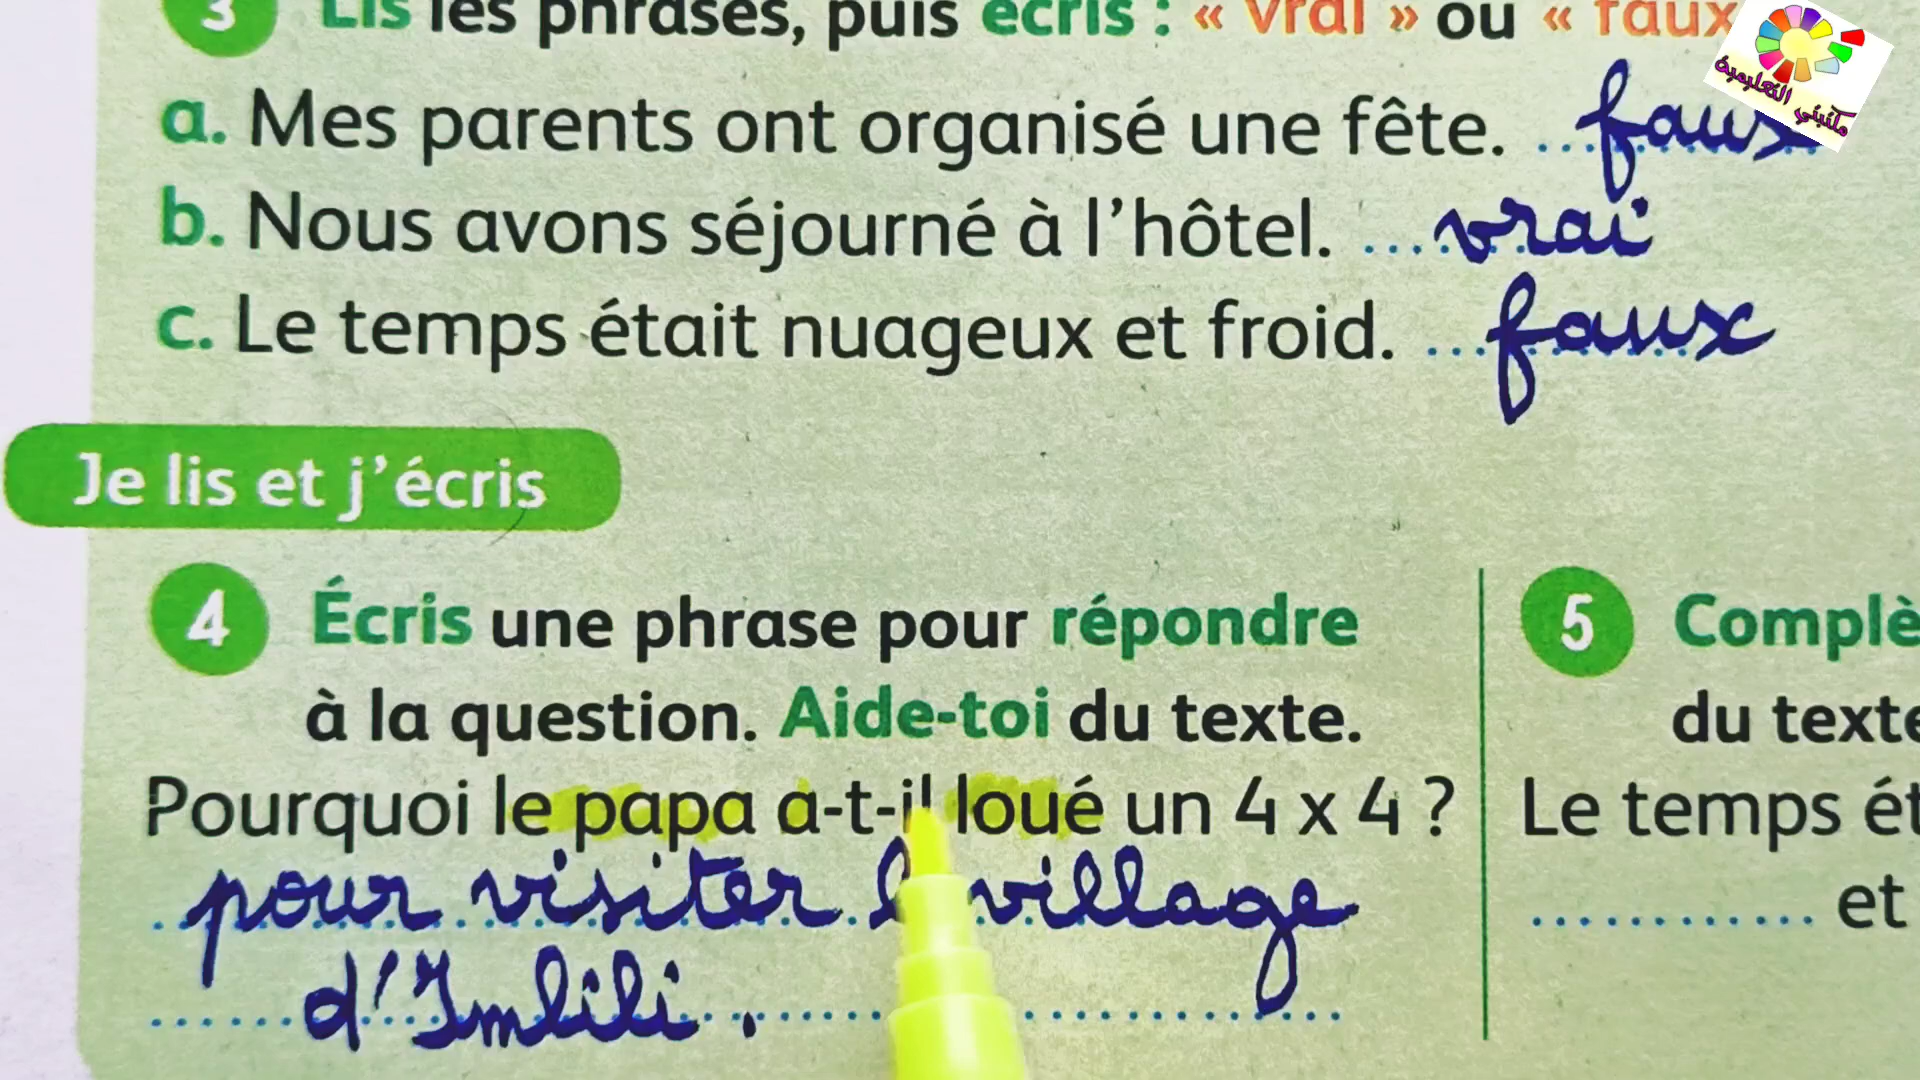 3 Lis les phrases, puis écris : « vrai » ou « faux
a. Mes parents ont organisé une fête. ... faux
b. Nous avons séjourné à l'hôtel. .... vrai
c. Le temps était nuageux et froid. ... faux
مكتبتي التعليمية
Je lis et j'écris
4 Écris une phrase pour répondre
à la question. Aide-toi du texte.
Pourquoi le papa a-t-il loué un 4 x 4 ?
pour visiter village
d'Imlili.
5 Complè
du texte
Le temps ét
............. et